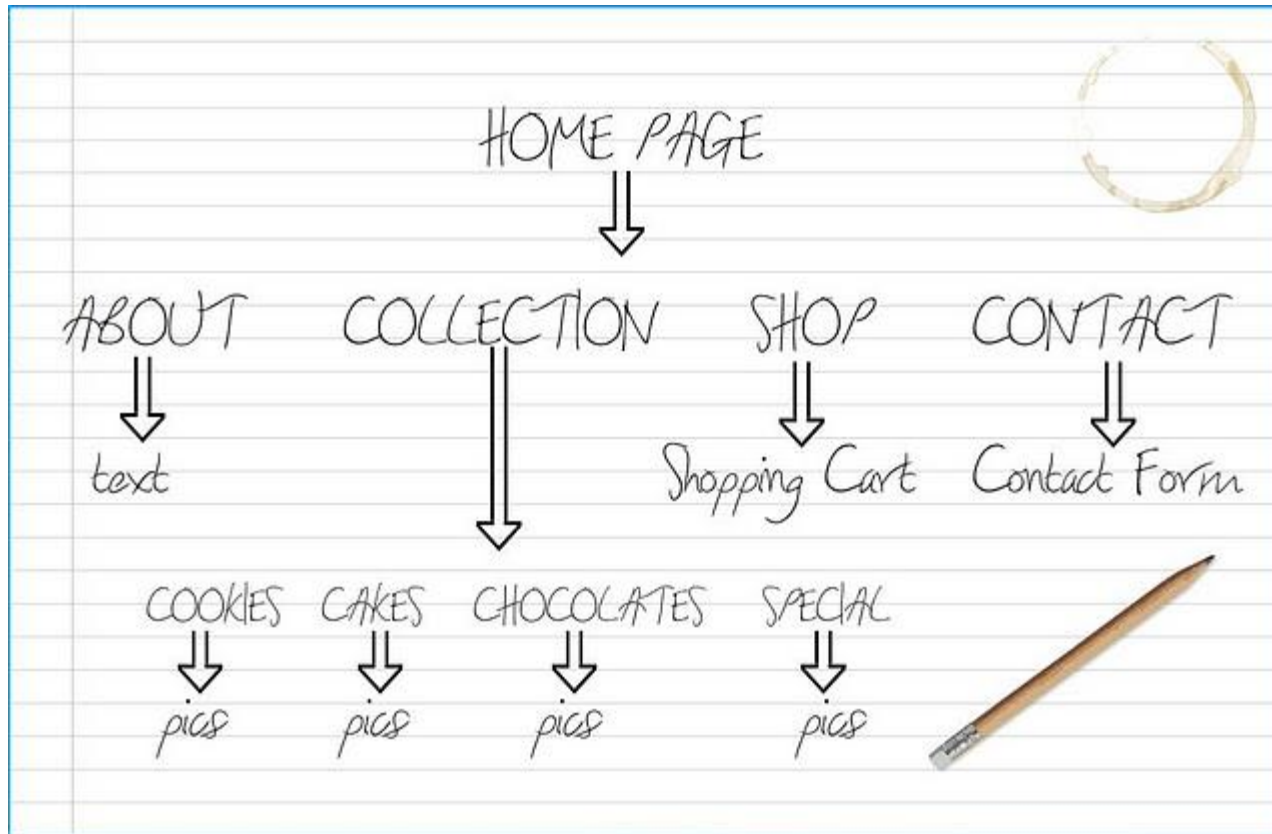 HOME PAGE
ABOUT COLLECTION SHOP CONTACT
text Shopping Cart Contact Form
COOKIES CAKES CHOCOLATES SPECIAL
pics pics pics pics